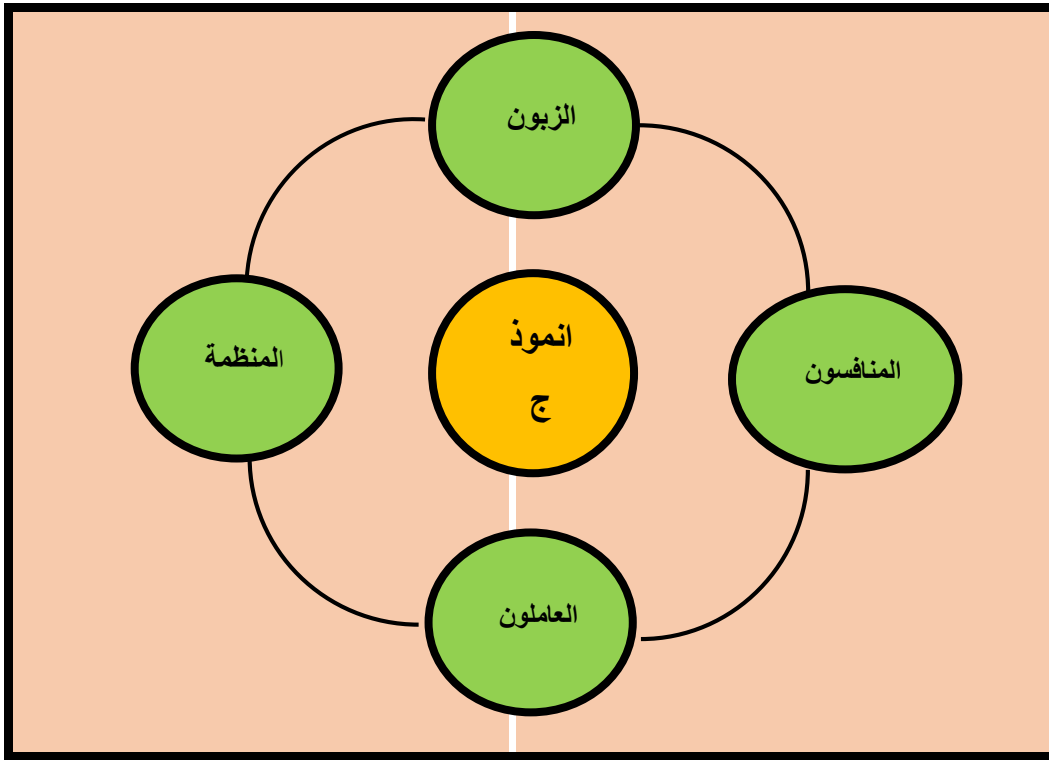 الزبون
المنافسون
انموذ
ج
المنظمة
العاملون